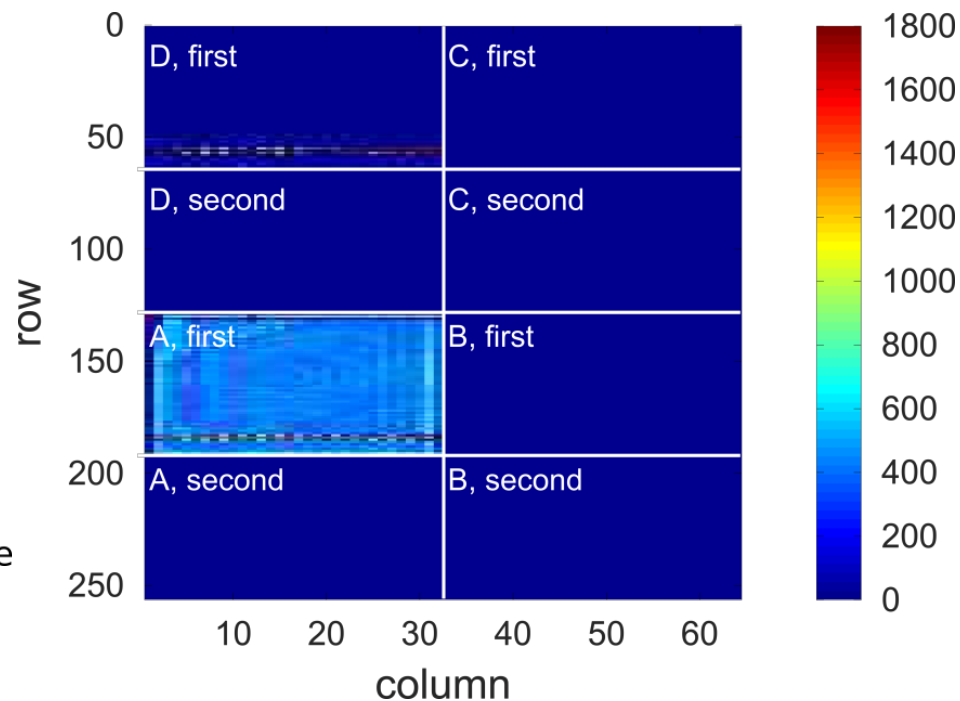 0
50
100
150
200
250
row
e
D, first
C, first
D, second
C, second
A, first
B, first
A, second
B, second
10 20 30 40 50 60
column
1800
1600
1400
1200
1000
800
600
400
200
0